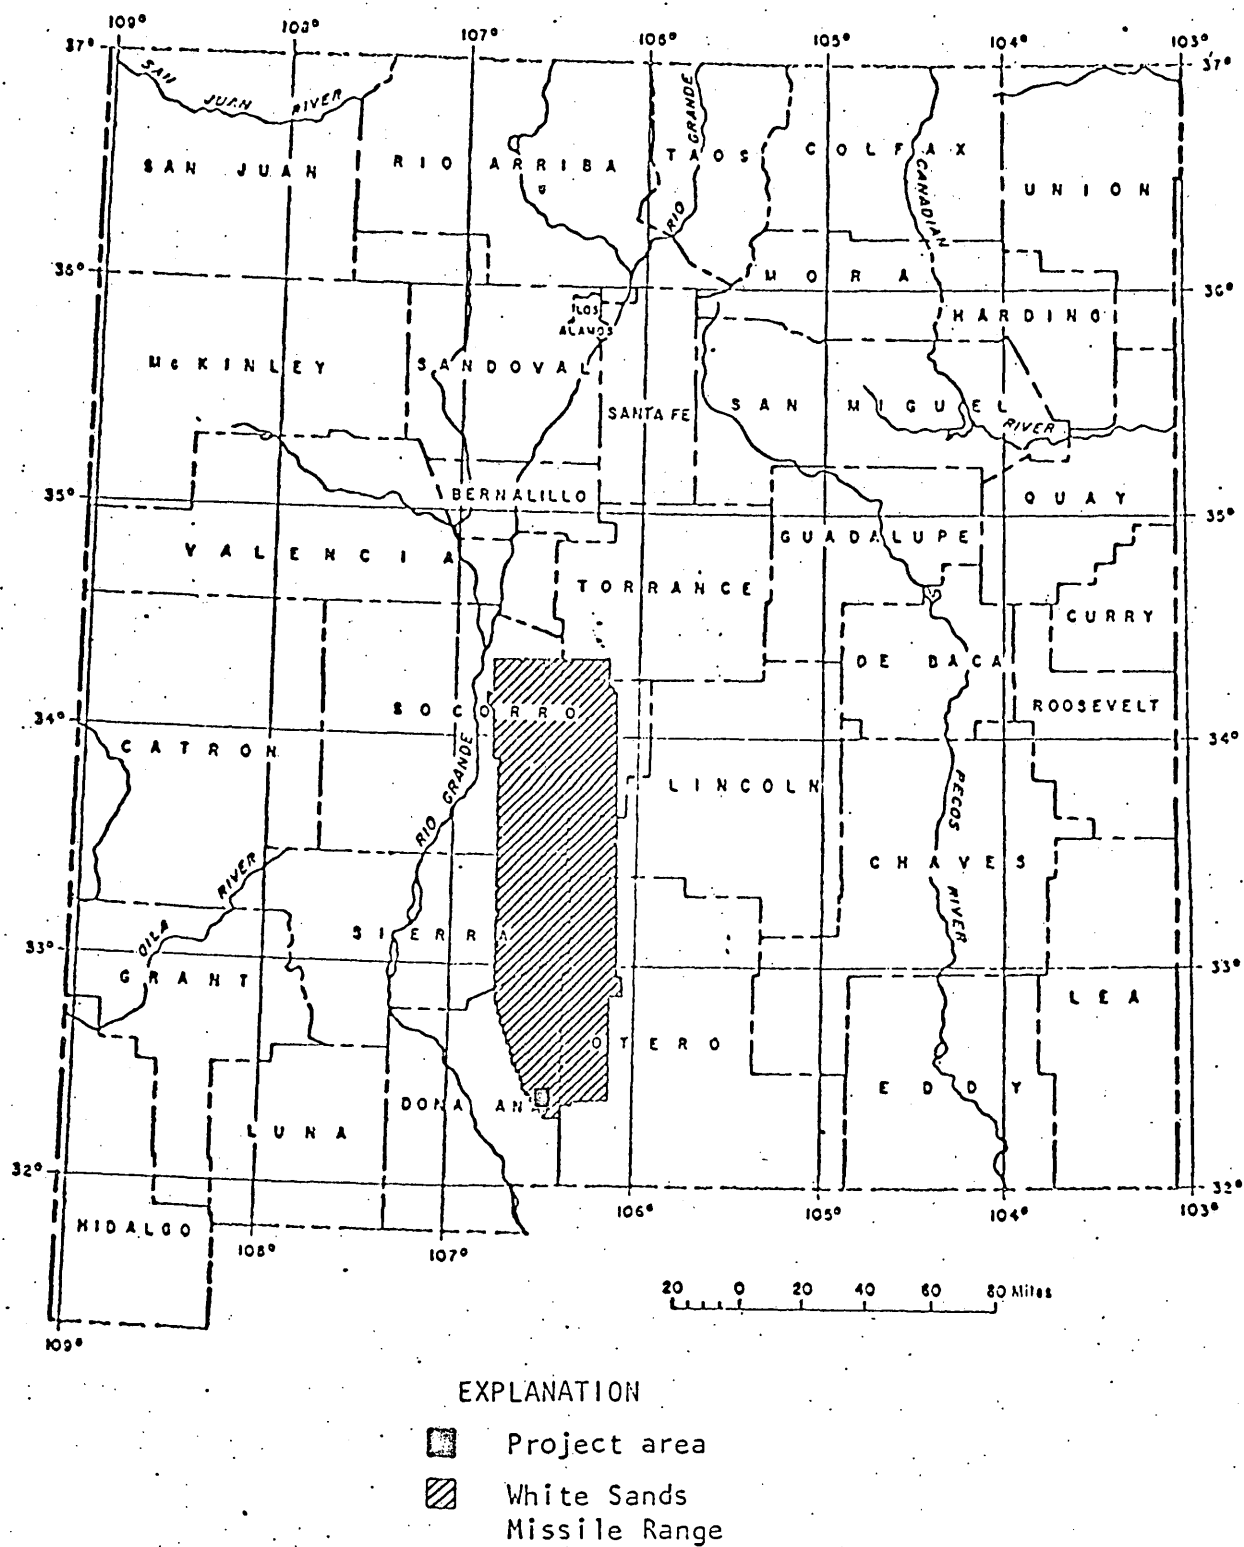 109° 108° 107° 106° 105° 104° 103°
37° 37°
SAN JUAN RIVER
RIO GRANDE
CANADIAN
SAN JUAN RIO ARRIBA TAOS COLFAX UNION
36° 36°
MORA
LOS ALAMOS
HARDING
McKINLEY SANDOVAL SANTA FE SAN MIGUEL
RIVER
35° 35°
BERNALILLO
QUAY
VALENCIA
GUADALUPE
TORRANCE
CURRY
DE BACA
ROOSEVELT
34° 34°
SOCORRO
CATRON
LINCOLN
RIO GRANDE
PECOS RIVER
CHAVES
GILA RIVER
SIERRA
33° 33°
GRANT
LEA
OTERO
EDDY
DONA ANA
LUNA
32° 32°
HIDALGO
109° 108° 107° 106° 105° 104° 103°
20 0 20 40 60 80 Miles
EXPLANATION
Project area
White Sands
Missile Range